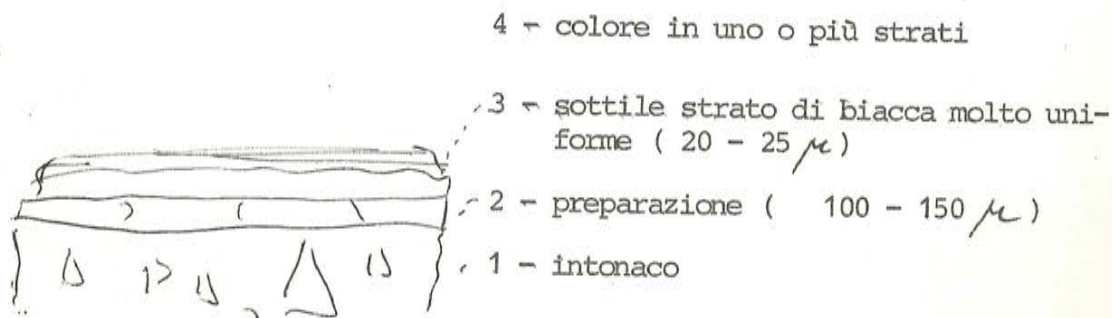 4 - colore in uno o più strati
3 - sottile strato di biacca molto uni-
forme ( 20 - 25 μ )
2 - preparazione ( 100 - 150 μ )
1 - intonaco